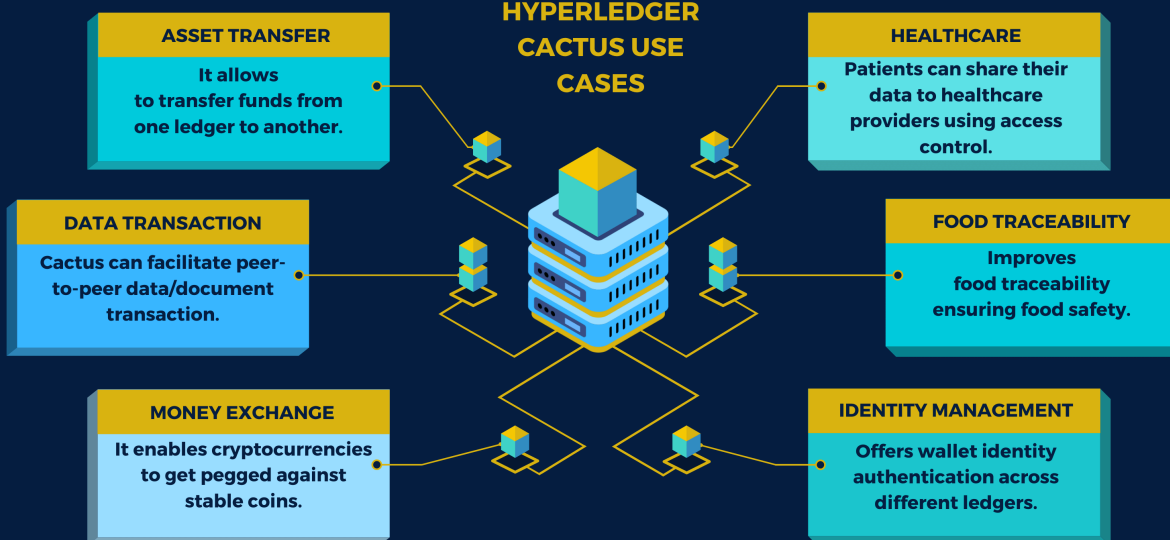 HYPERLEDGER
CACTUS USE
CASES
ASSET TRANSFER
It allows
to transfer funds from
one ledger to another.
DATA TRANSACTION
Cactus can facilitate peer-
to-peer data/document
transaction.
MONEY EXCHANGE
It enables cryptocurrencies
to get pegged against
stable coins.
HEALTHCARE
Patients can share their
data to healthcare
providers using access
control.
FOOD TRACEABILITY
Improves
food traceability
ensuring food safety.
IDENTITY MANAGEMENT
Offers wallet identity
authentication across
different ledgers.